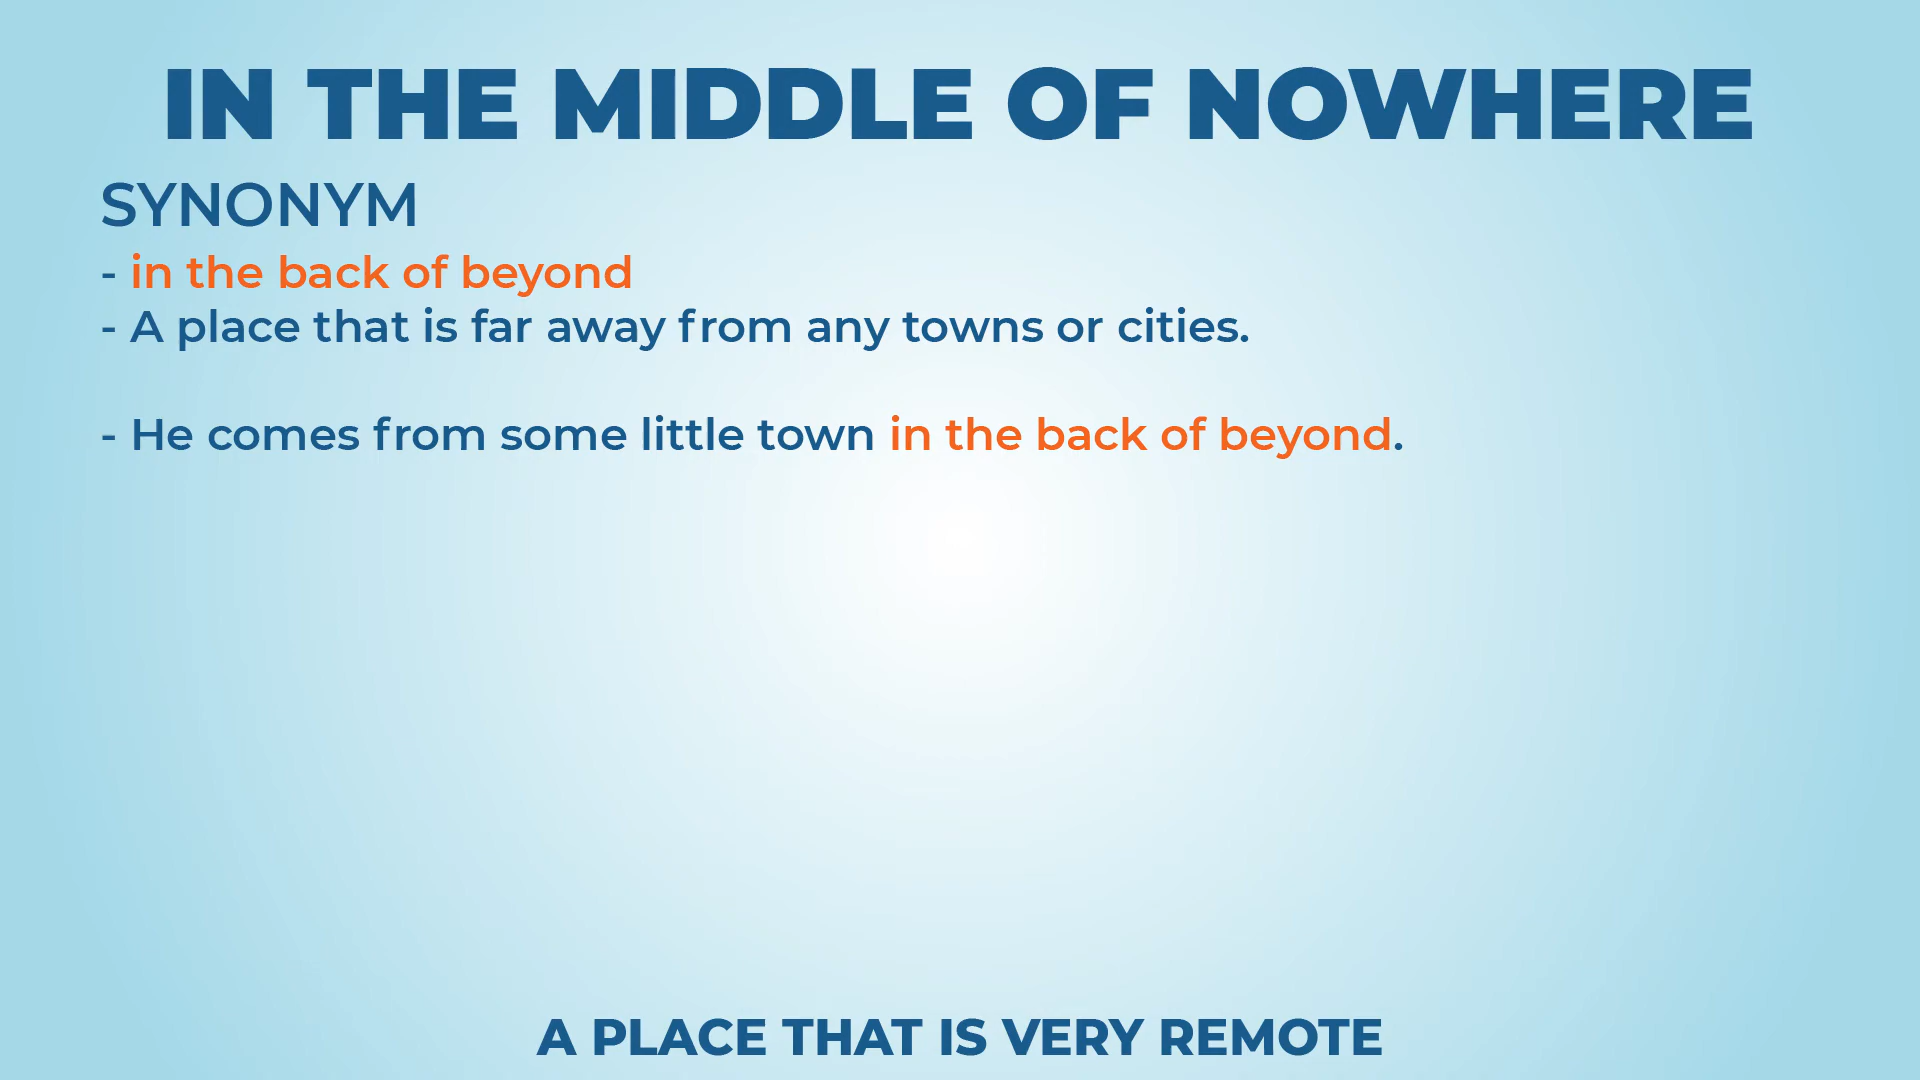 IN THE MIDDLE OF NOWHERE
SYNONYM
- in the back of beyond
- A place that is far away from any towns or cities.
- He comes from some little town in the back of beyond.
A PLACE THAT IS VERY REMOTE